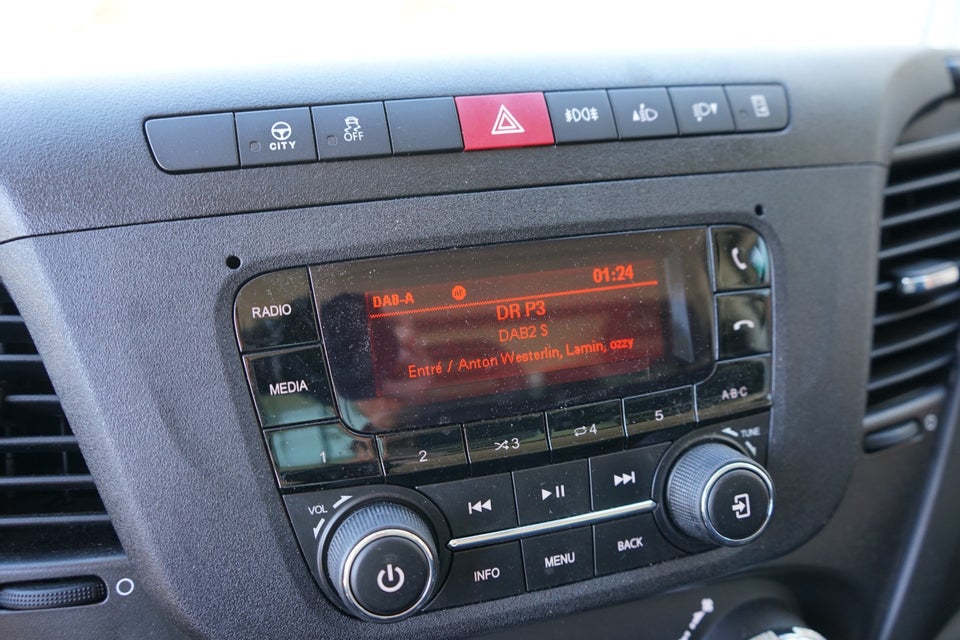 CITY
OFF
RADIO
MEDIA
DAB-A
01:24
DR P3
DAB2 S
Entré / Anton Westerlin, Lamin, ozzy
1
2
3
4
5
A-B-C
VOL
TUNE
INFO
MENU
BACK